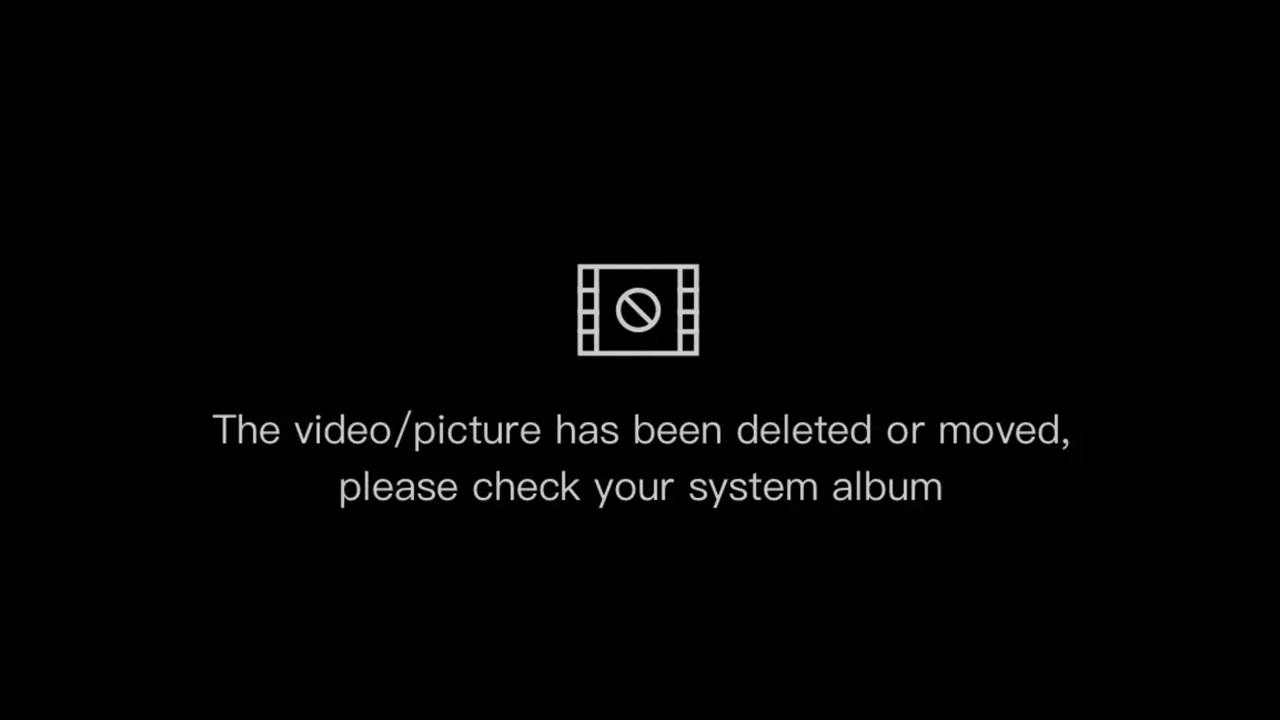 The video/picture has been deleted or moved,
please check your system album